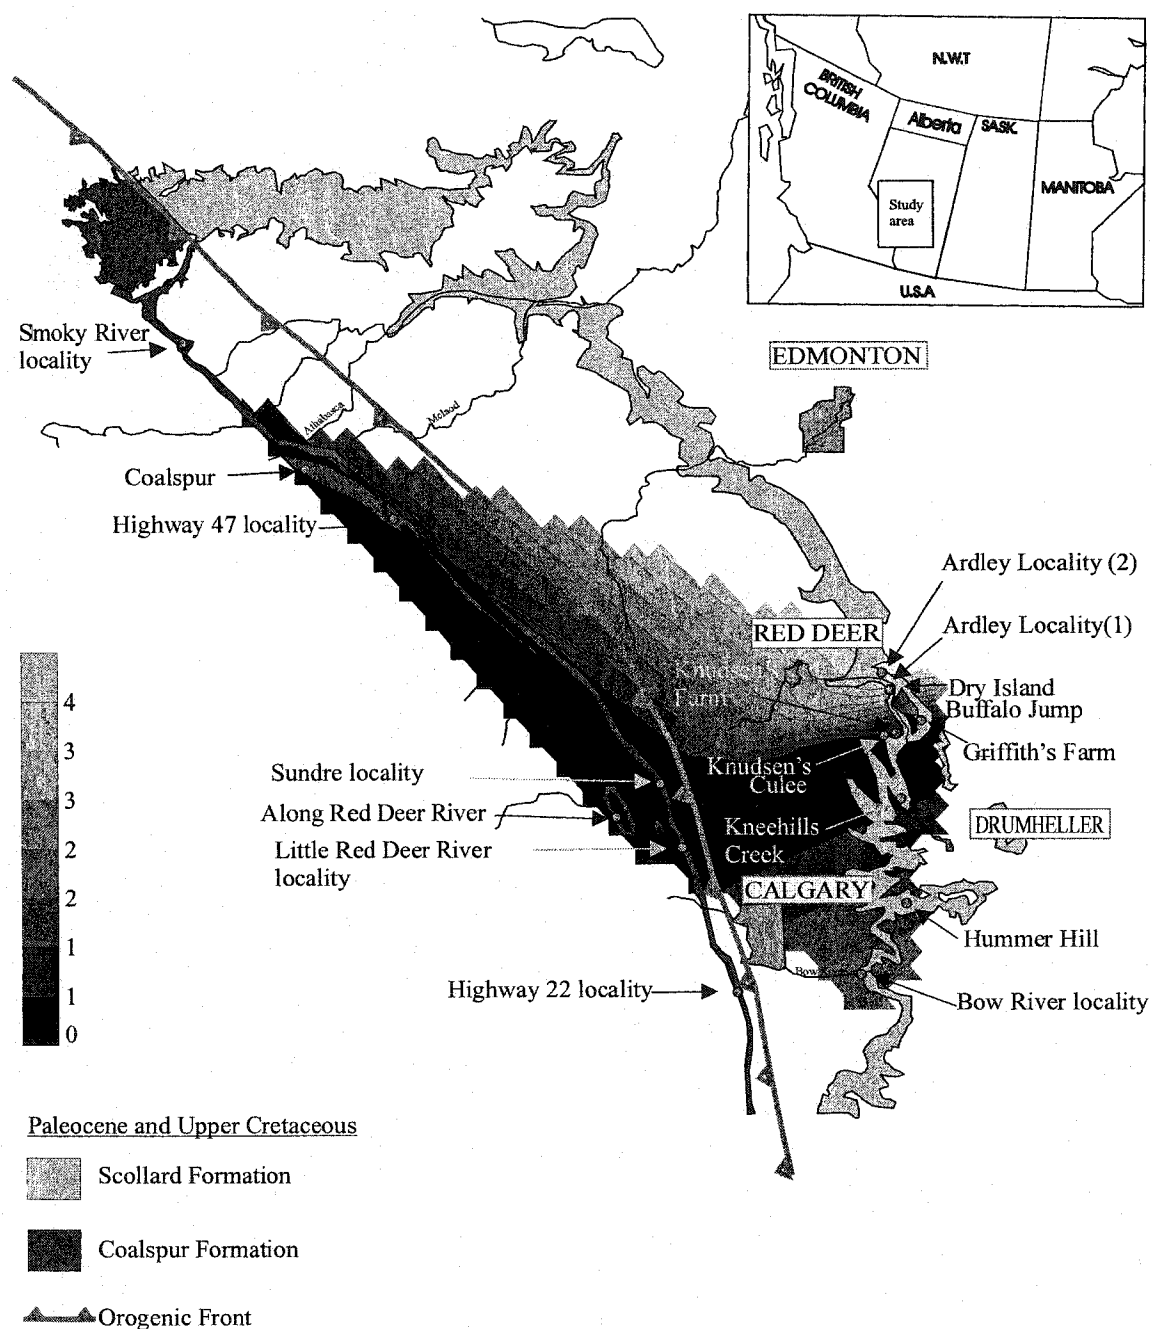 N.W.T
BRITISH
COLUMBIA
Alberta
SASK.
MANITOBA
Study
area
U.S.A
Smoky River
locality
EDMONTON
Athabasca
Mcleod
Coalspur
Highway 47 locality
Ardley Locality (2)
RED DEER
Ardley Locality(1)
Knudsen's
Farm
Dry Island
Buffalo Jump
Griffith's Farm
4
3
3
2
2
1
1
0
Sundre locality
Knudsen's
Culee
Along Red Deer River
Kneehills
Creek
DRUMHELLER
Little Red Deer River
locality
CALGARY
Hummer Hill
Highway 22 locality
Bow
Bow River locality
Paleocene and Upper Cretaceous
Scollard Formation
Coalspur Formation
Orogenic Front